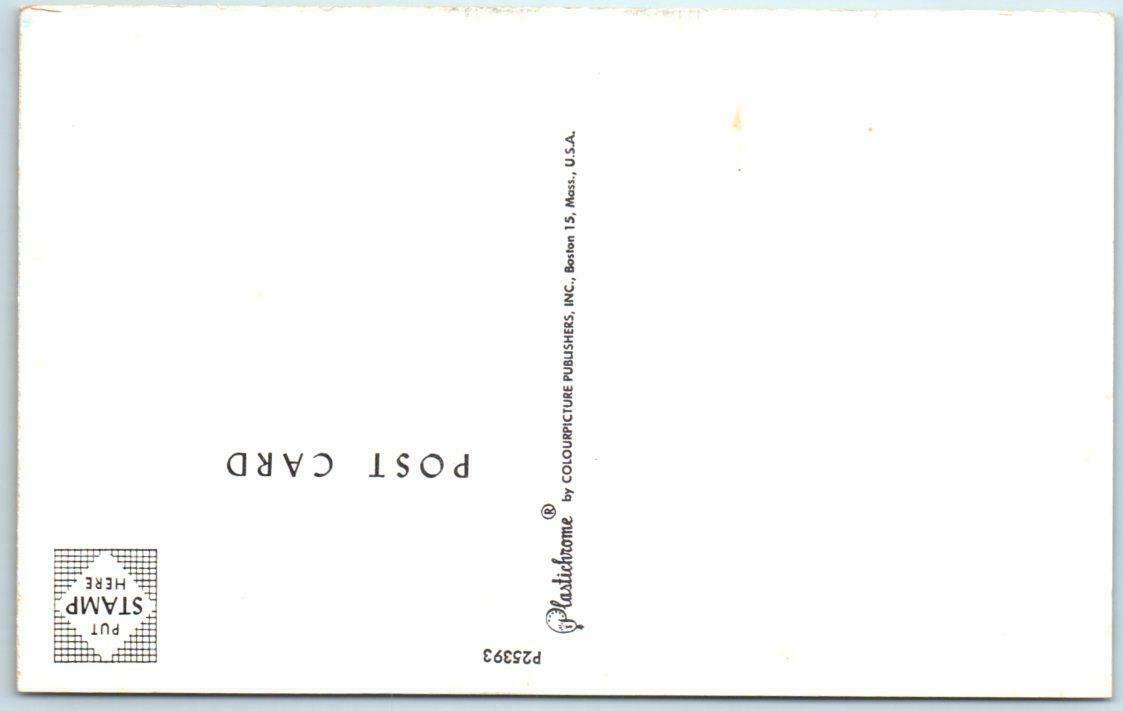 P25393
PUT
STAMP
HERE
POST CARD
Plastichrome ® by COLOURPICTURE PUBLISHERS, INC., Boston 15, Mass., U.S.A.